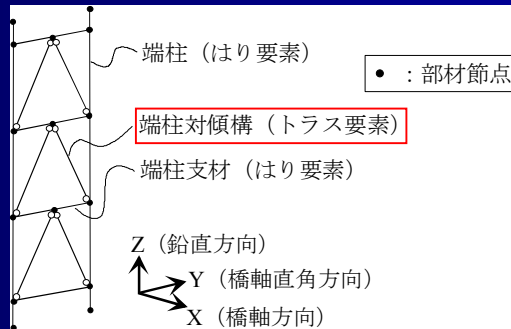 端柱（はり要素）
● ：部材節点
端柱対傾構（トラス要素）
端柱支材（はり要素）
Z（鉛直方向）
Y（橋軸直角方向）
X（橋軸方向）